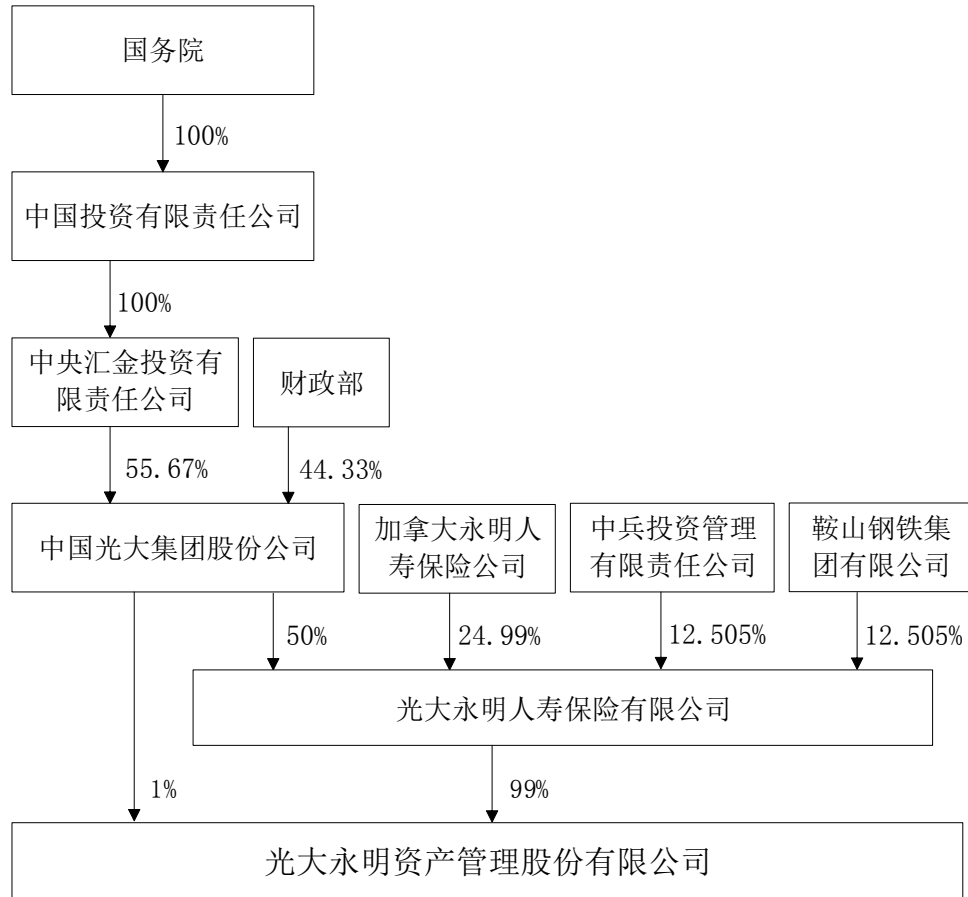 国务院
100%
中国投资有限责任公司
100%
中央汇金投资有
限责任公司
财政部
55.67%
44.33%
中国光大集团股份公司
加拿大永明人
寿保险公司
中兵投资管理
有限责任公司
鞍山钢铁集
团有限公司
50%
24.99%
12.505%
12.505%
光大永明人寿保险有限公司
1%
99%
光大永明资产管理股份有限公司